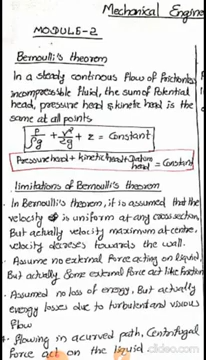 Mechanical Engine
MODULE-2
Bernoulli's theorem
In a steady continous flow of frictionless
incompressible fluid, the sum of Potential
head, pressure head & kinetic head is the
same at all points
P/ρg + v²/2g + z = Constant
Pressure head + kinetic head + Datum head = Constant
limitations of Bernoulli's theorem
In Bernoulli's theorem, it is assumed that the
velocity is uniform at any cross section,
But actually velocity maximum at centre.
velocity decreses towards the wall.
Assume no external force acting on liquid,
But actually Some external force act like friction
Assumed no loss of energy, But actually
energy losses due to turbulent and viscous
flow
flowing in curved path, Centrifugal
force act on the liquid
@videobolt.net